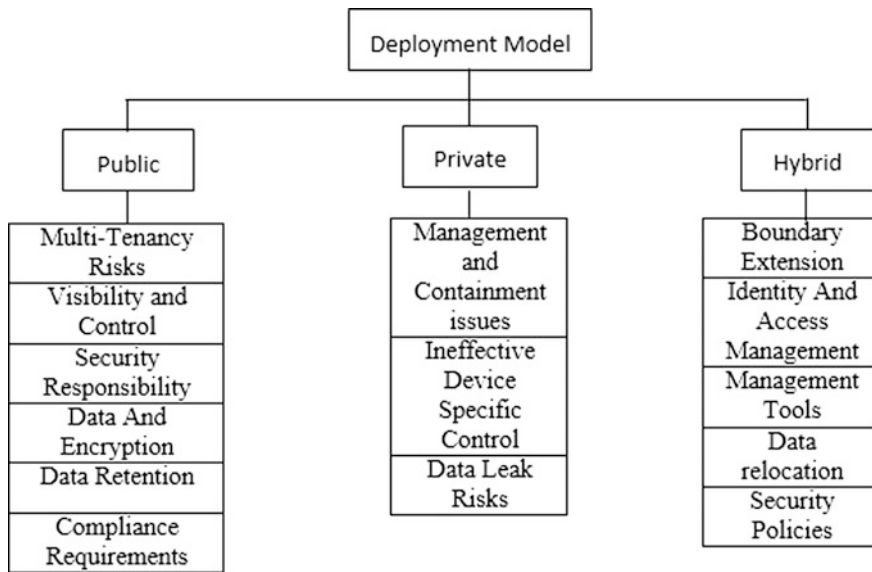 Deployment Model
Public
Private
Hybrid
Multi-Tenancy
Risks
Visibility and
Control
Security
Responsibility
Data And
Encryption
Data Retention
Compliance
Requirements
Management
and
Containment
issues
Ineffective
Device
Specific
Control
Data Leak
Risks
Boundary
Extension
Identity And
Access
Management
Management
Tools
Data
relocation
Security
Policies